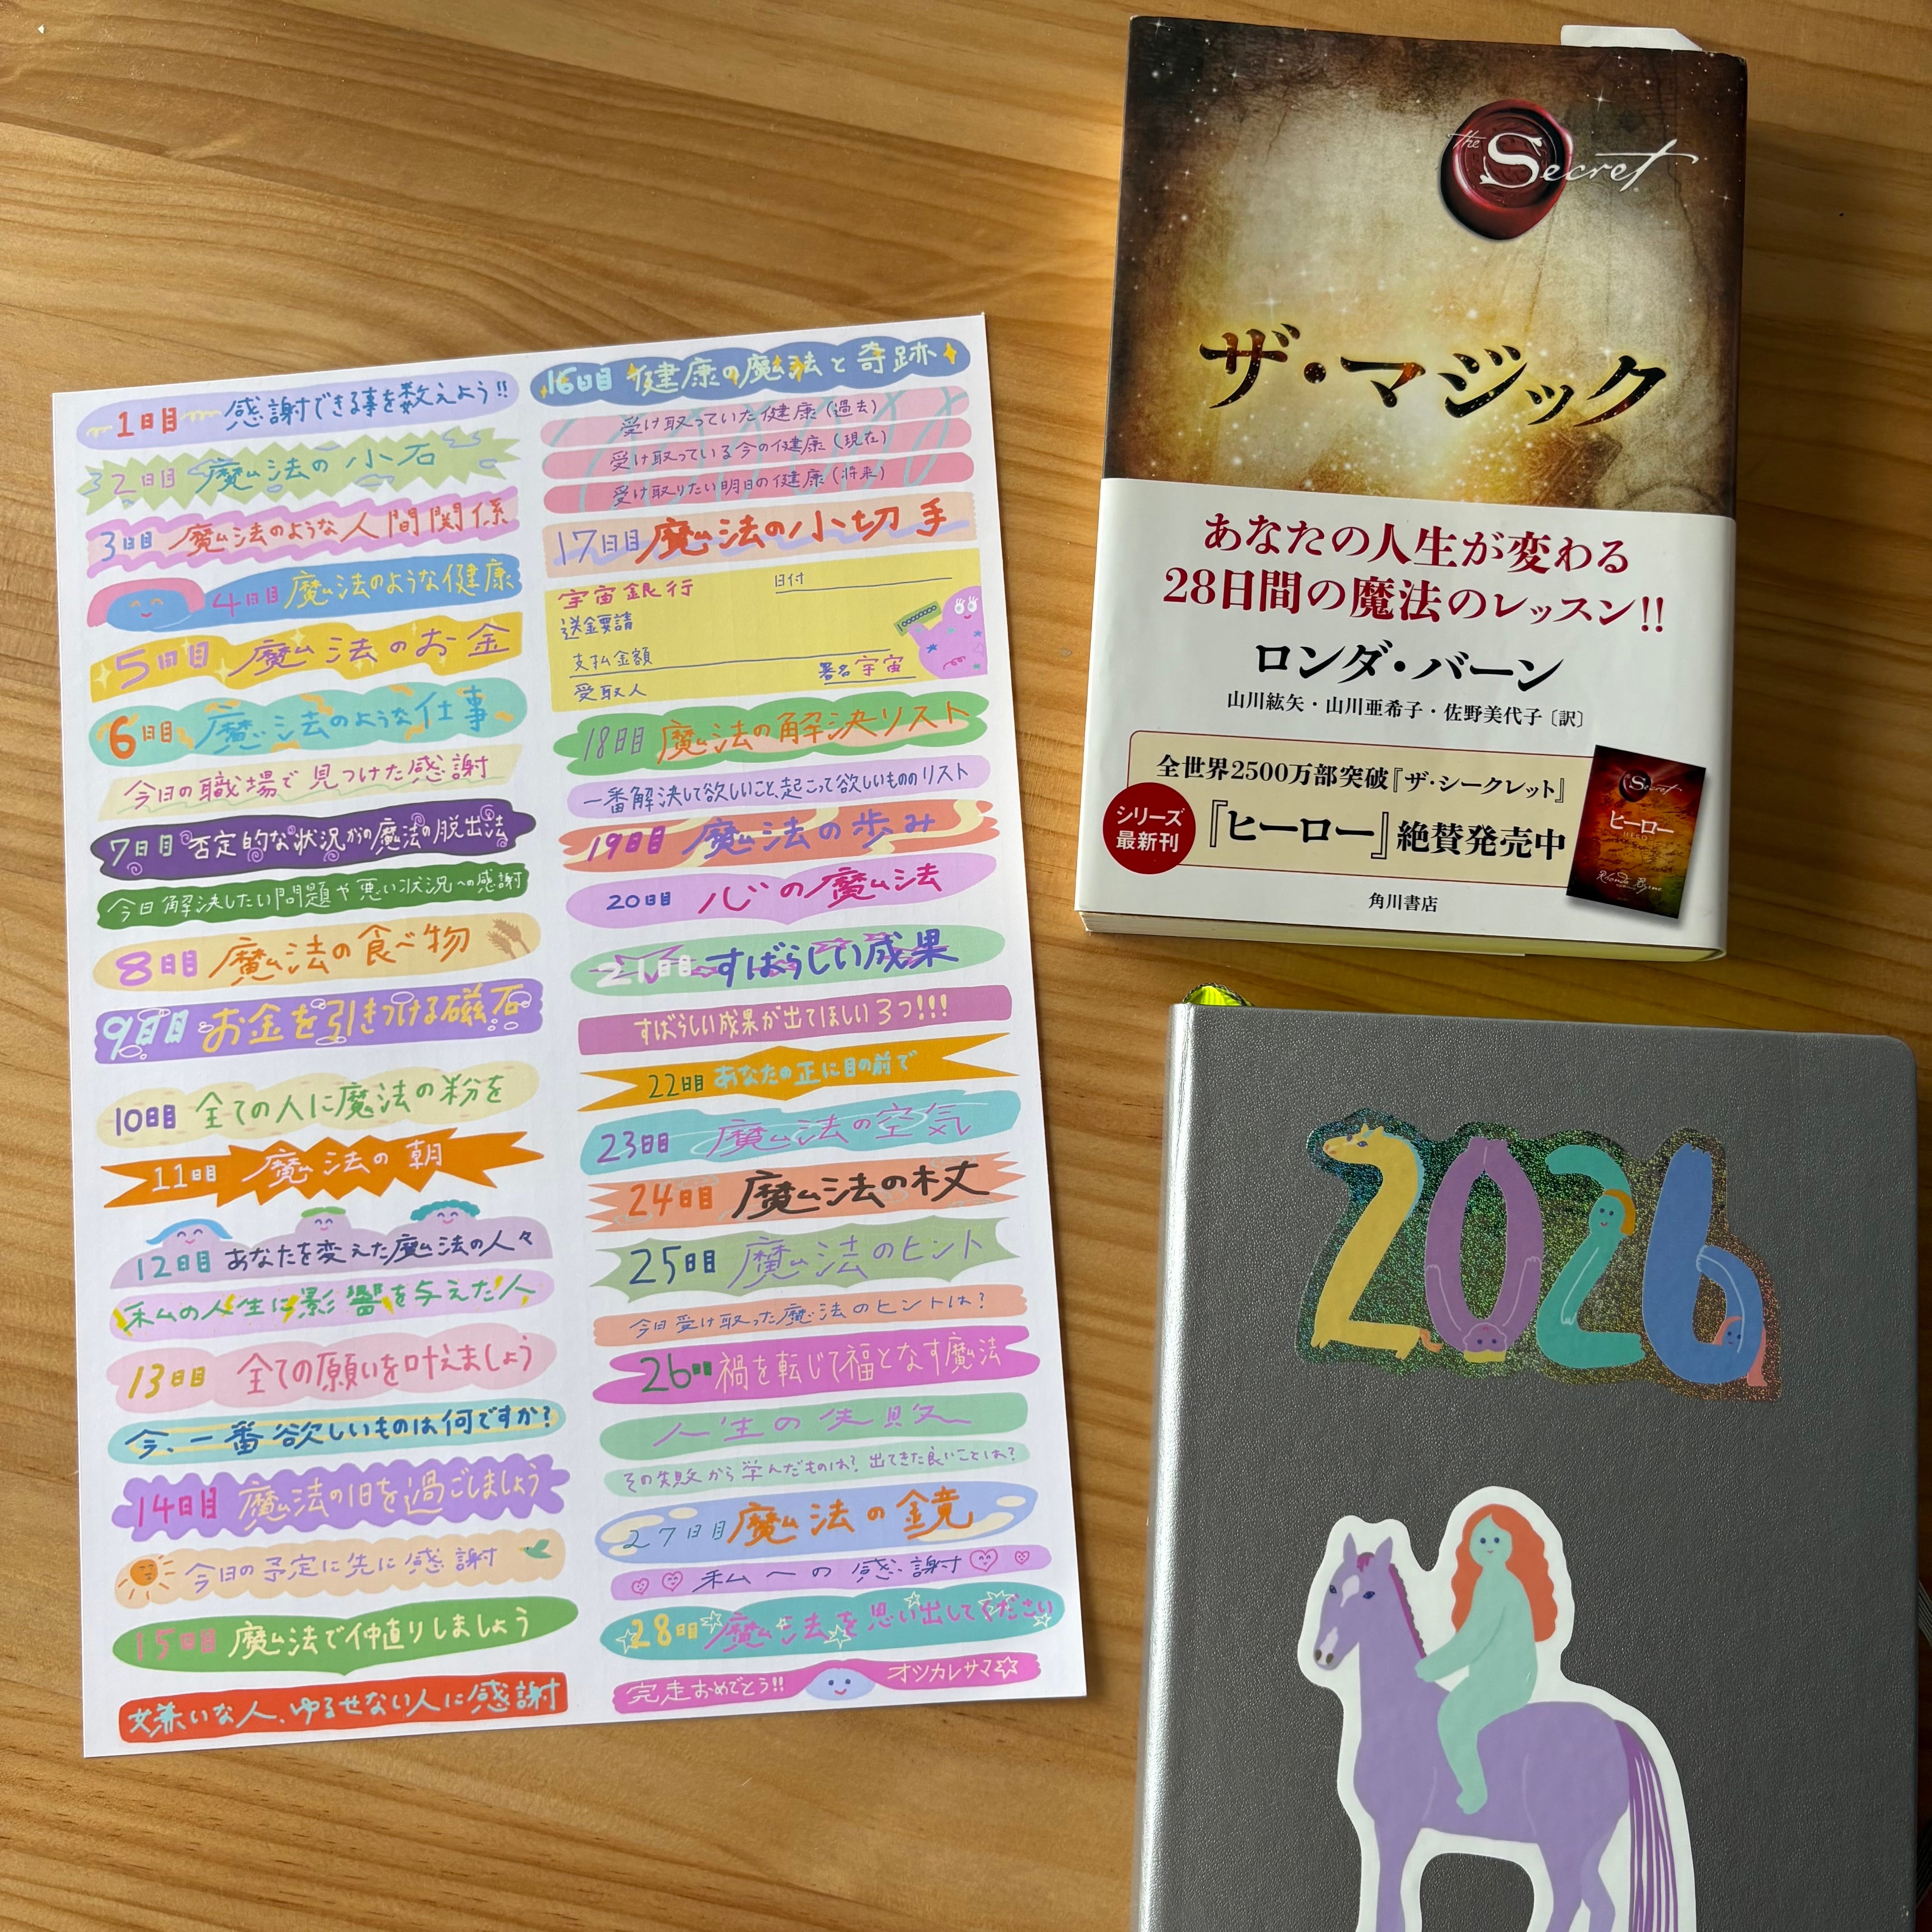 1日目 感謝できる事を数えよう!!
2日目 魔法の小石
3日目 魔法のような人間関係
4日目 魔法のような健康
5日目 魔法のお金
6日目 魔法のような仕事
今日の職場で見つけた感謝
7日目 否定的な状況からの魔法の脱出法
今日解決したい問題や悪い状況への感謝
8日目 魔法の食べ物
9日目 お金を引きつける磁石
10日目 全ての人に魔法の粉を
11日目 魔法の朝
12日目 あなたを変えた魔法の人々
私の人生に影響を与えた人
13日目 全ての願いを叶えましょう
今、一番欲しいものは何ですか?
14日目 魔法の1日を過ごしましょう
今日の予定に先に感謝
15日目 魔法で仲直りしましょう
嫌いな人、ゆるせない人に感謝
16日目 健康の魔法と奇跡
受け取っていた健康(過去)
受け取っている今の健康(現在)
受け取りたい明日の健康(将来)
17日目 魔法の小切手
宇宙銀行 日付
送金要請
支払金額
受取人 署名 宇宙
18日目 魔法の解決リスト
一番解決して欲しいこと、起こって欲しいもののリスト
19日目 魔法の歩み
20日目 心の魔法
21日目 すばらしい成果
すばらしい成果が出てほしい3つ!!!
22日目 あなたの正に目の前で
23日目 魔法の空気
24日目 魔法の杖
25日目 魔法のヒント
今日受け取った魔法のヒントは?
26日目 禍を転じて福となす魔法
人生の失敗
その失敗から学んだものは? 出てきた良いことは?
27日目 魔法の鏡
私への感謝
28日目 魔法を思い出してください
完走おめでとう!! オツカレサマ☆
The Secret
ザ・マジック
あなたの人生が変わる
28日間の魔法のレッスン!!
ロンダ・バーン
山川紘矢・山川亜希子・佐野美代子〔訳〕
全世界2500万部突破『ザ・シークレット』
シリーズ最新刊
『ヒーロー』絶賛発売中
The Secret
ヒーロー
HERO
Rhonda Byrne
角川書店
2026